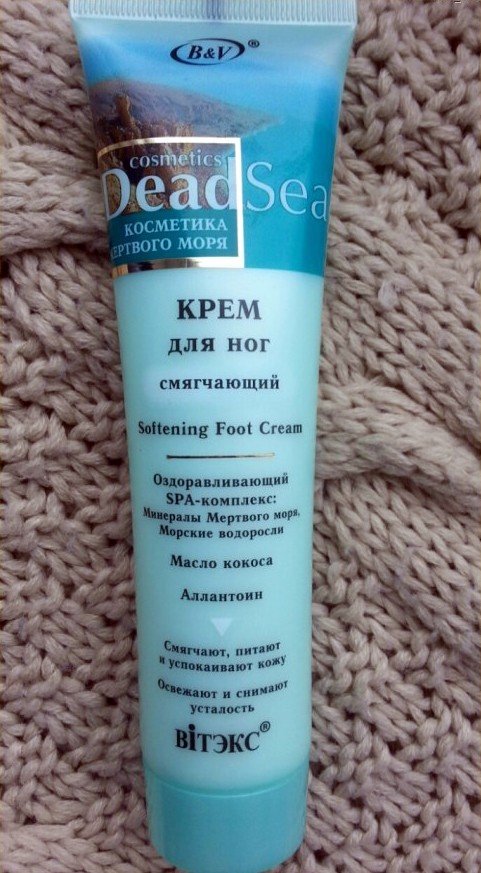 B&V®
cosmetics
Dead Sea
КОСМЕТИКА
МЕРТВОГО МОРЯ
КРЕМ
для ног
смягчающий
Softening Foot Cream
Оздоравливающий
SPA-комплекс:
Минералы Мертвого моря,
Морские водоросли
Масло кокоса
Аллантоин
Смягчают, питают
и успокаивают кожу
Освежают и снимают
усталость
ВіТЭКС®